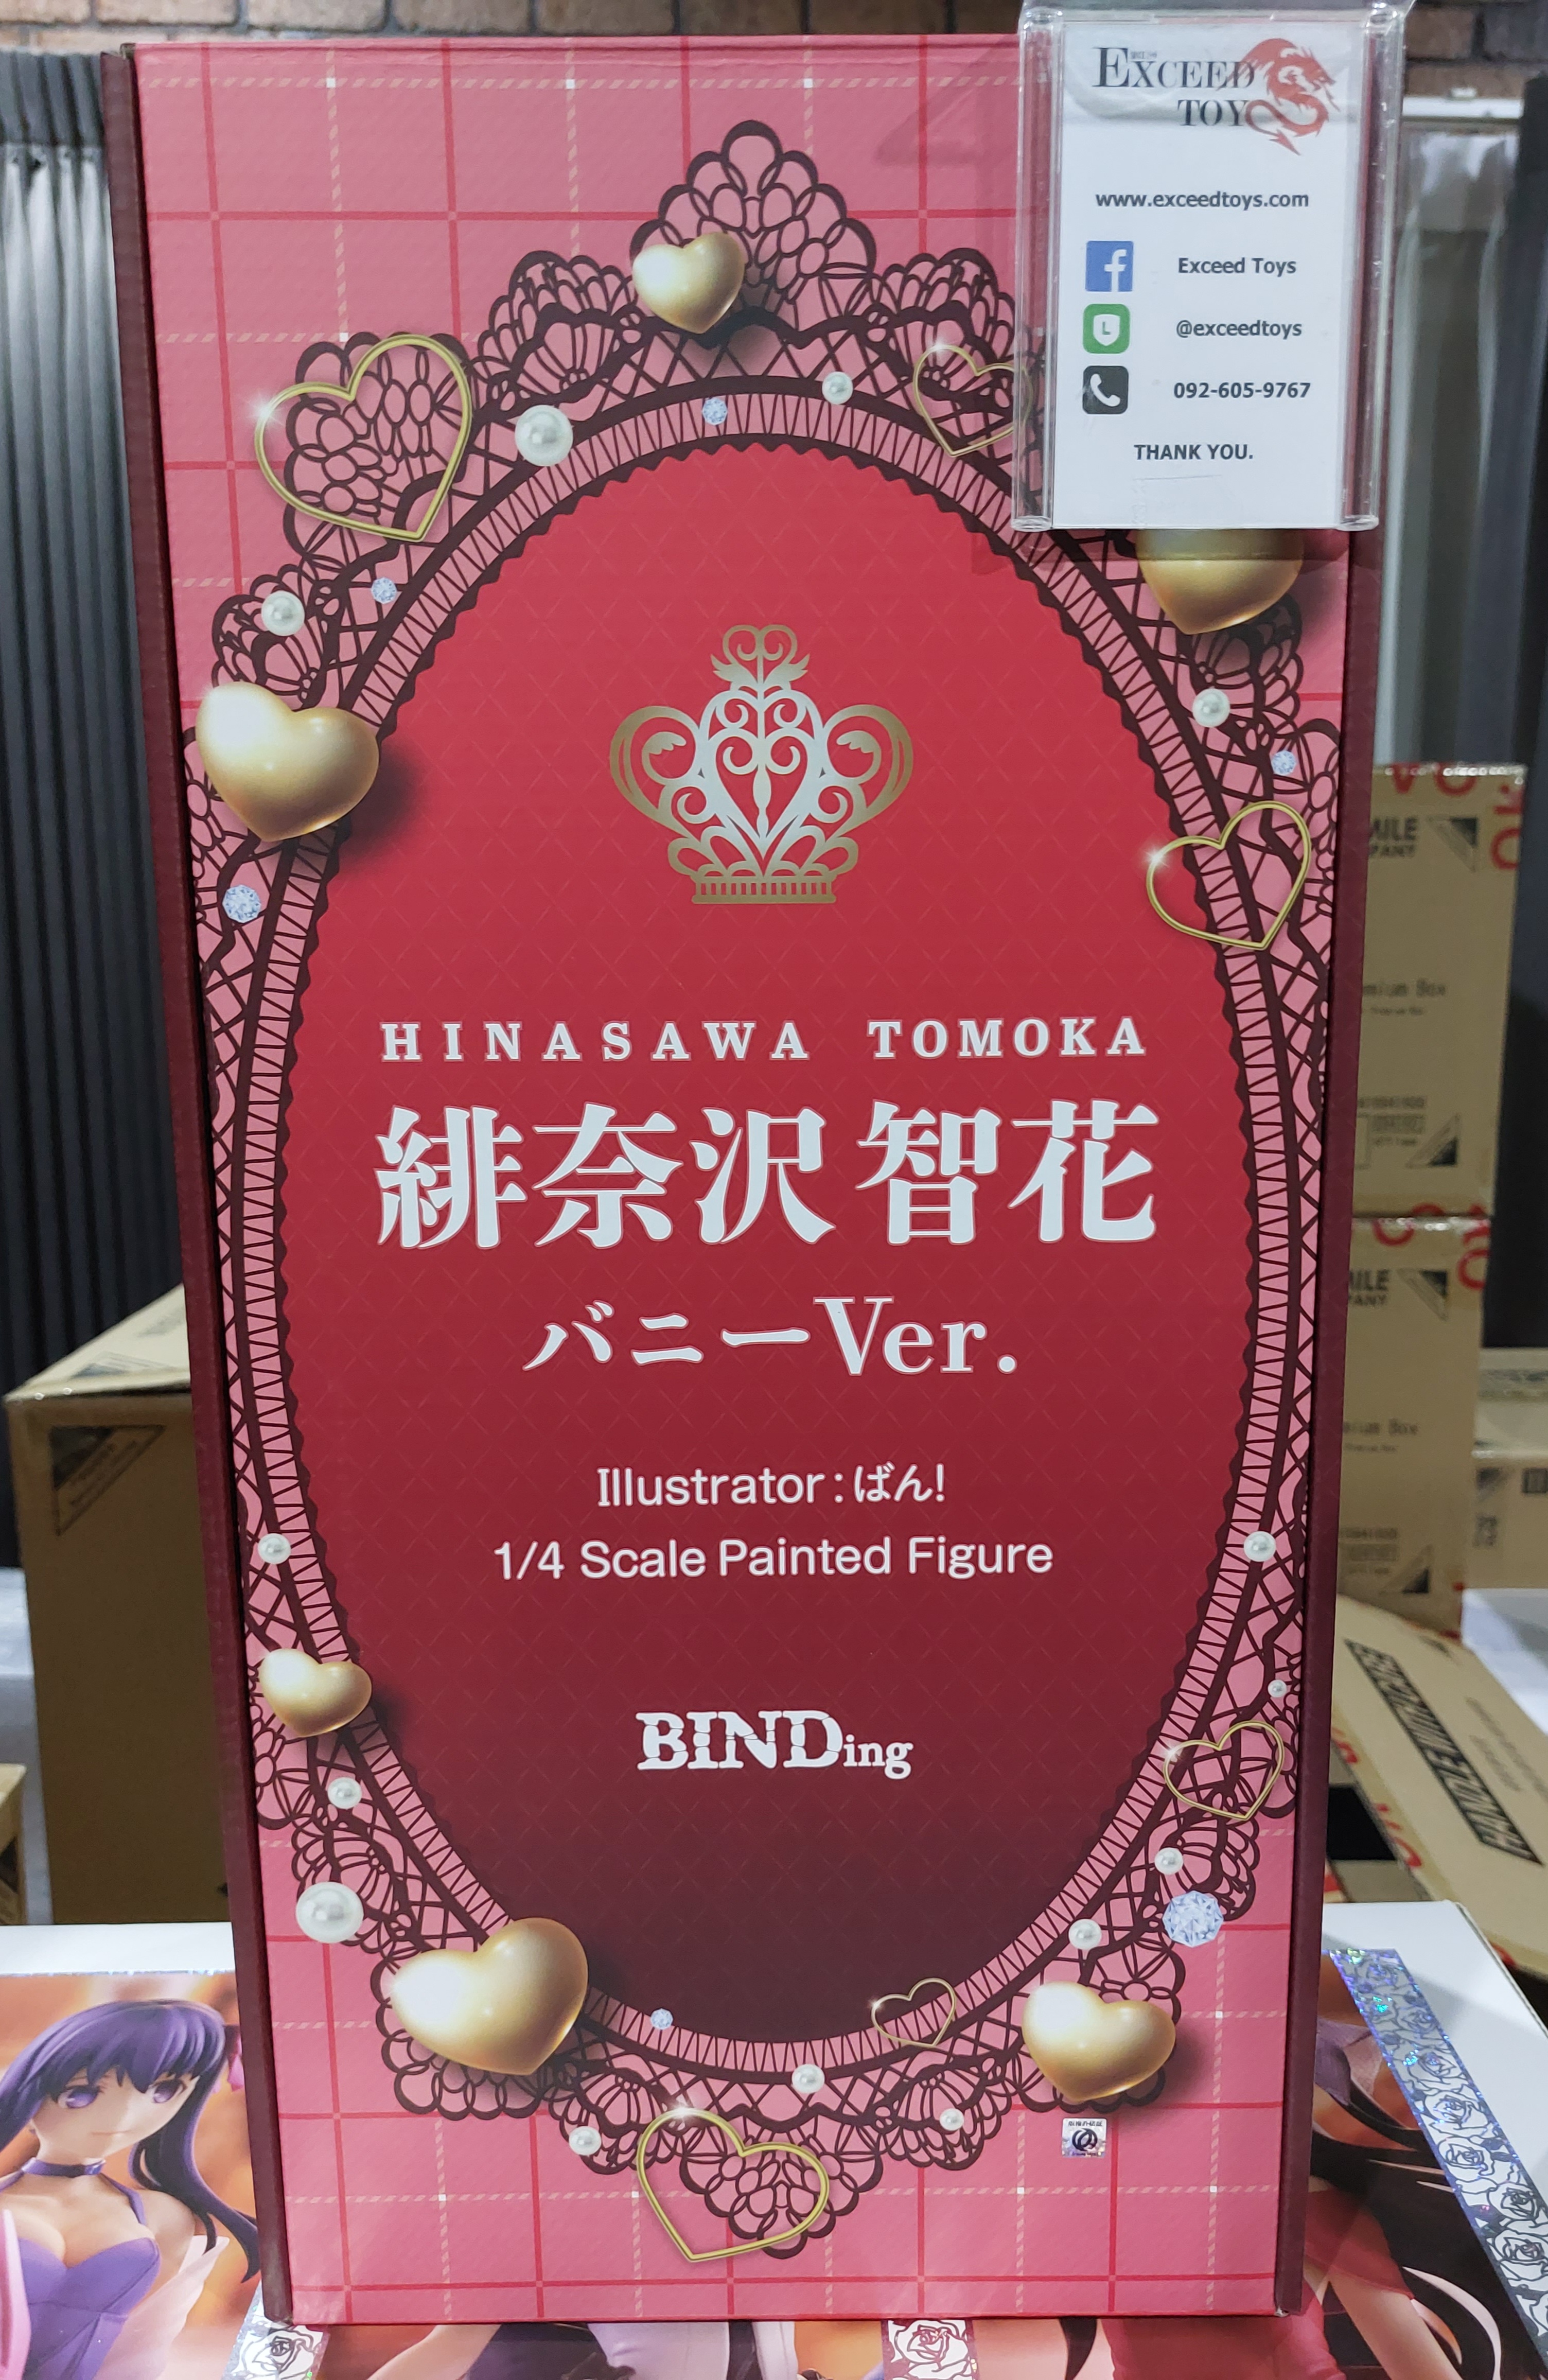 EXCEED
TOY
www.exceedtoys.com
Exceed Toys
@exceedtoys
092-605-9767
THANK YOU.
HINASAWA TOMOKA
緋奈沢 智花
バニーVer.
Illustrator:ばん!
1/4 Scale Painted Figure
BINDing